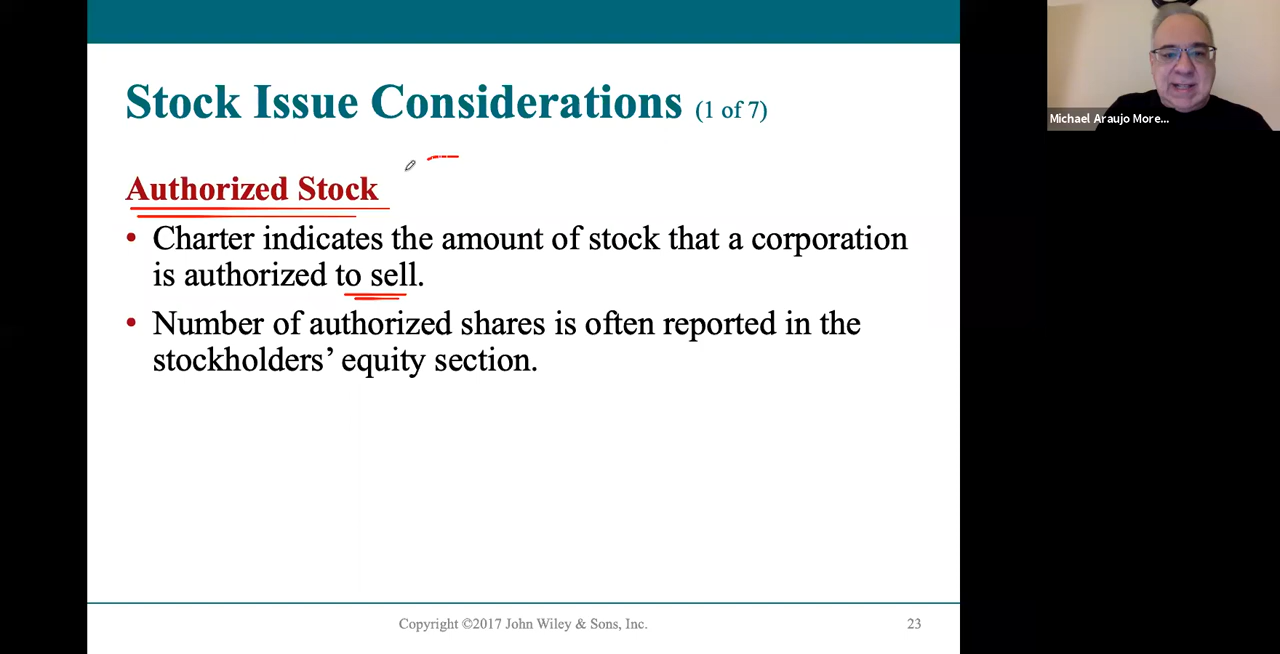 Stock Issue Considerations (1 of 7)
Michael Araujo More...
Authorized Stock
• Charter indicates the amount of stock that a corporation
is authorized to sell.
• Number of authorized shares is often reported in the
stockholders’ equity section.
Copyright ©2017 John Wiley & Sons, Inc.
23